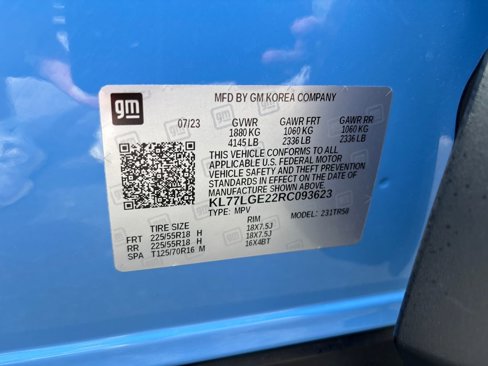 gm
MFD BY GM KOREA COMPANY
07/23 GVWR GAWR FRT GAWR RR
1880 KG 1060 KG 1060 KG
4145 LB 2336 LB 2336 LB
THIS VEHICLE CONFORMS TO ALL
APPLICABLE U.S. FEDERAL MOTOR
VEHICLE SAFETY AND THEFT PREVENTION
STANDARDS IN EFFECT ON THE DATE OF
MANUFACTURE SHOWN ABOVE.
KL77LGE22RC093623
TYPE: MPV MODEL: 231TR58
TIRE SIZE RIM
FRT 225/55R18 H 18X7.5J
RR 225/55R18 H 18X7.5J
SPA T125/70R16 M 16X4BT